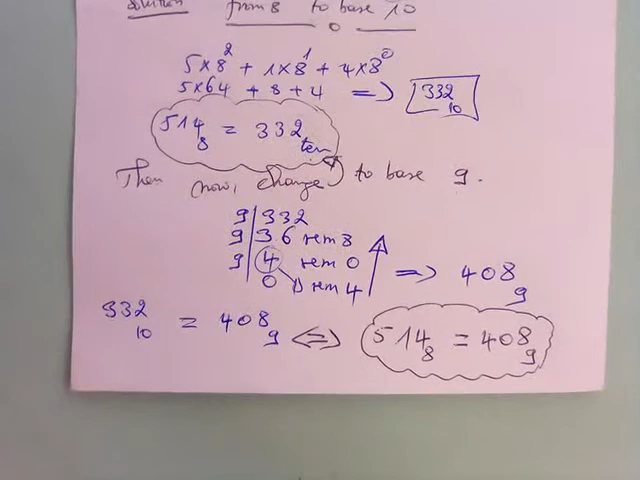 Solution from 8 to base 10
5×8² + 1×8¹ + 4×8⁰
5×64 + 8 + 4 => 332₁₀
514₈ = 332 ten
Then now, change to base 9.
9 | 332
9 | 36 rem 8
9 | 4 rem 0
0 rem 4 => 408₉
332₁₀ = 408₉ <=> 514₈ = 408₉